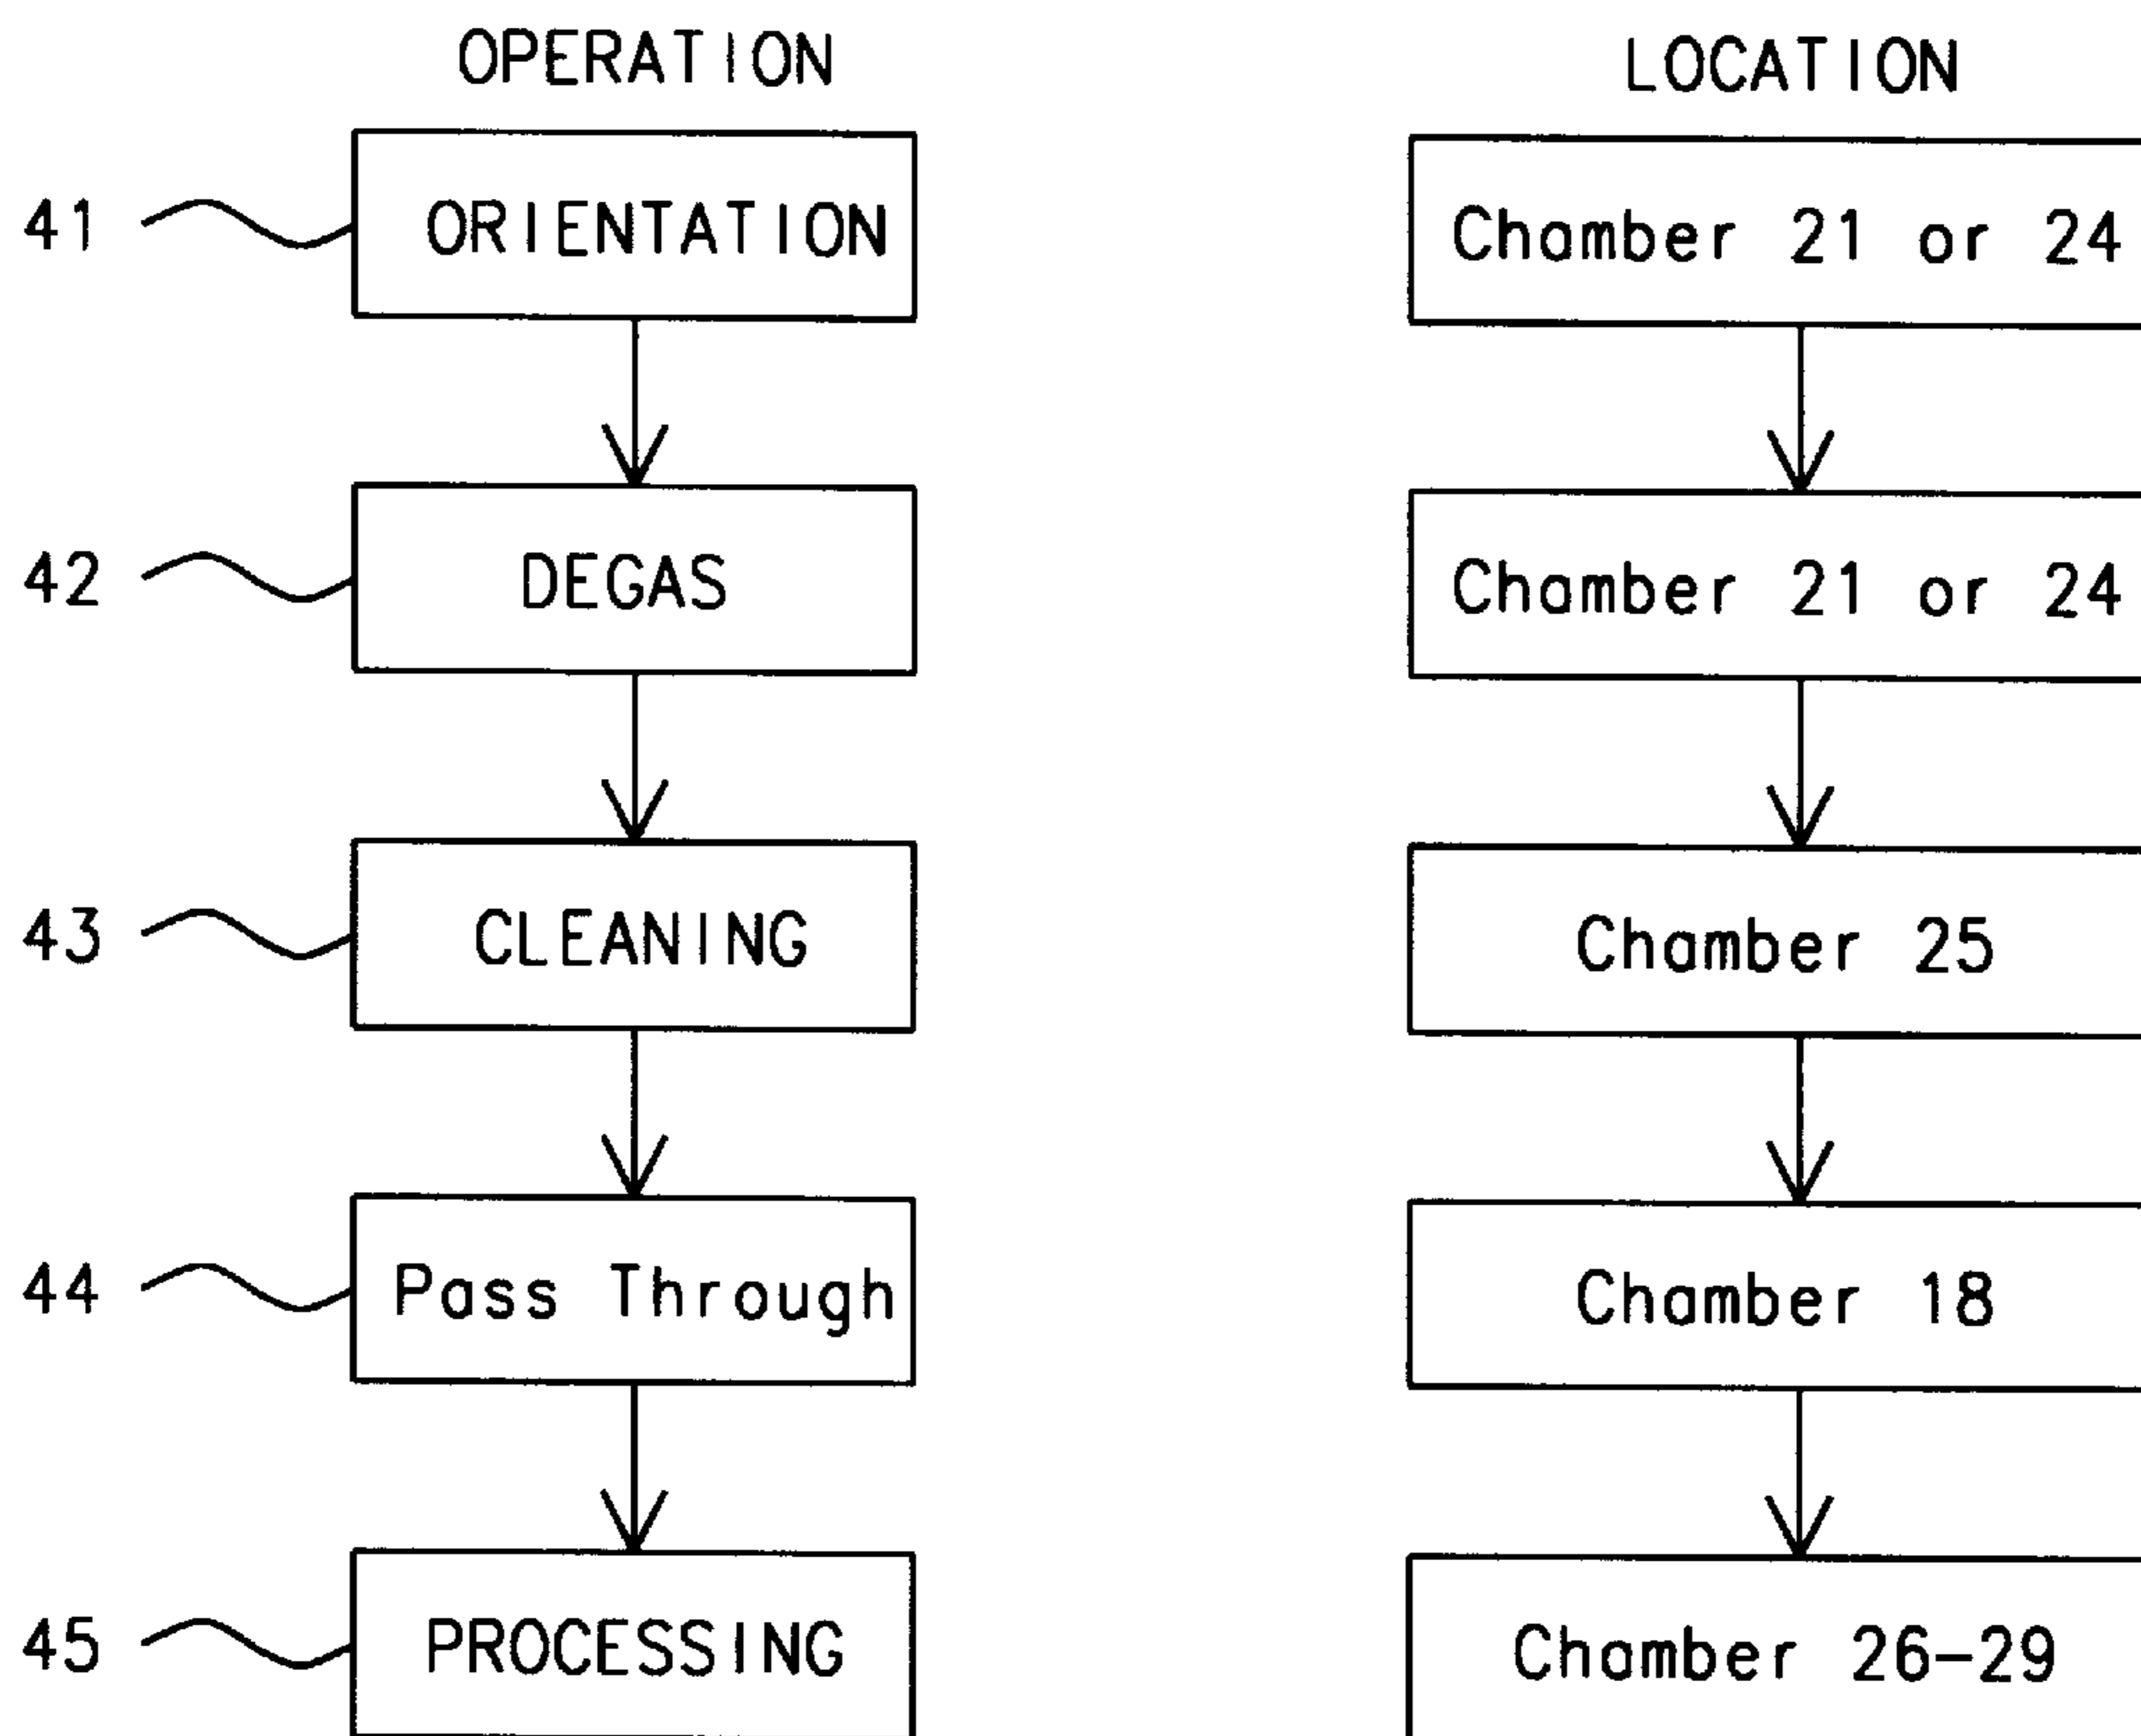 OPERATION LOCATION
41 ORIENTATION Chamber 21 or 24
42 DEGAS Chamber 21 or 24
43 CLEANING Chamber 25
44 Pass Through Chamber 18
45 PROCESSING Chamber 26-29